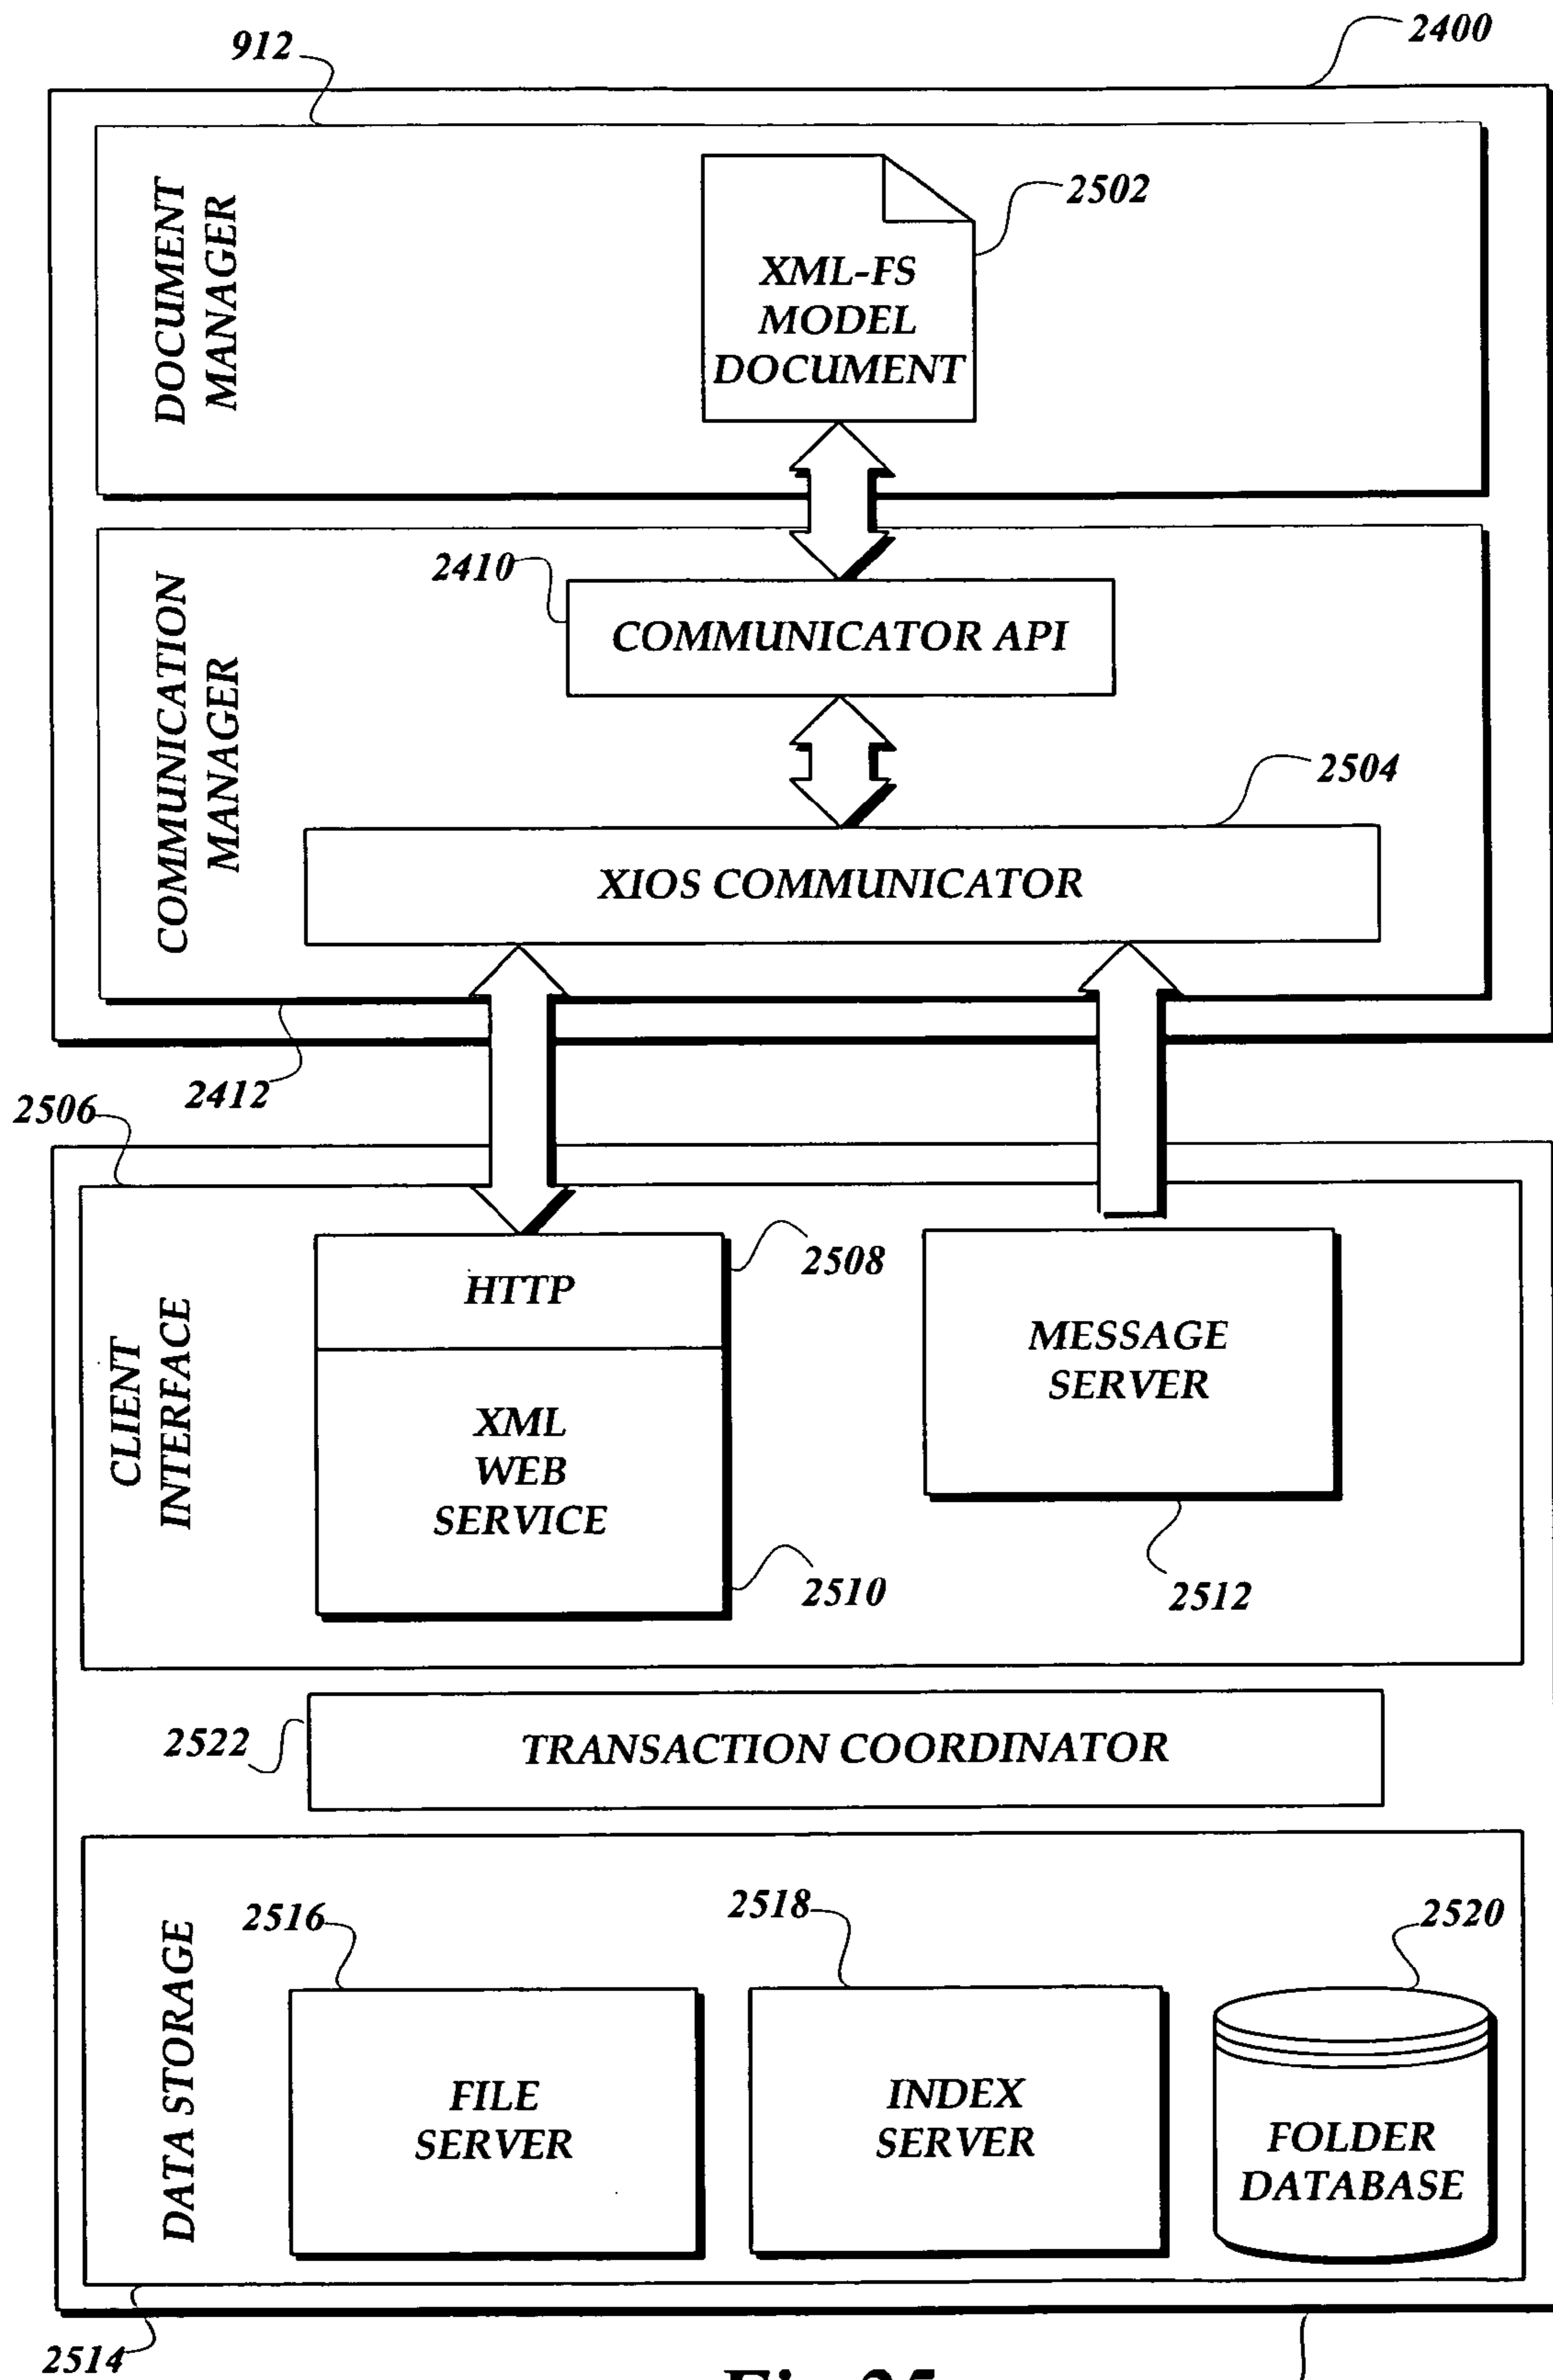 2400
912
DOCUMENT
MANAGER
2502
XML-FS
MODEL
DOCUMENT
COMMUNICATION
MANAGER
2410
COMMUNICATOR API
2504
XIOS COMMUNICATOR
2412
2506
CLIENT
INTERFACE
2508
HTTP
XML
WEB
SERVICE
2510
MESSAGE
SERVER
2512
2522
TRANSACTION COORDINATOR
DATA STORAGE
2516
FILE
SERVER
2518
INDEX
SERVER
2520
FOLDER
DATABASE
2514
Fig. 25